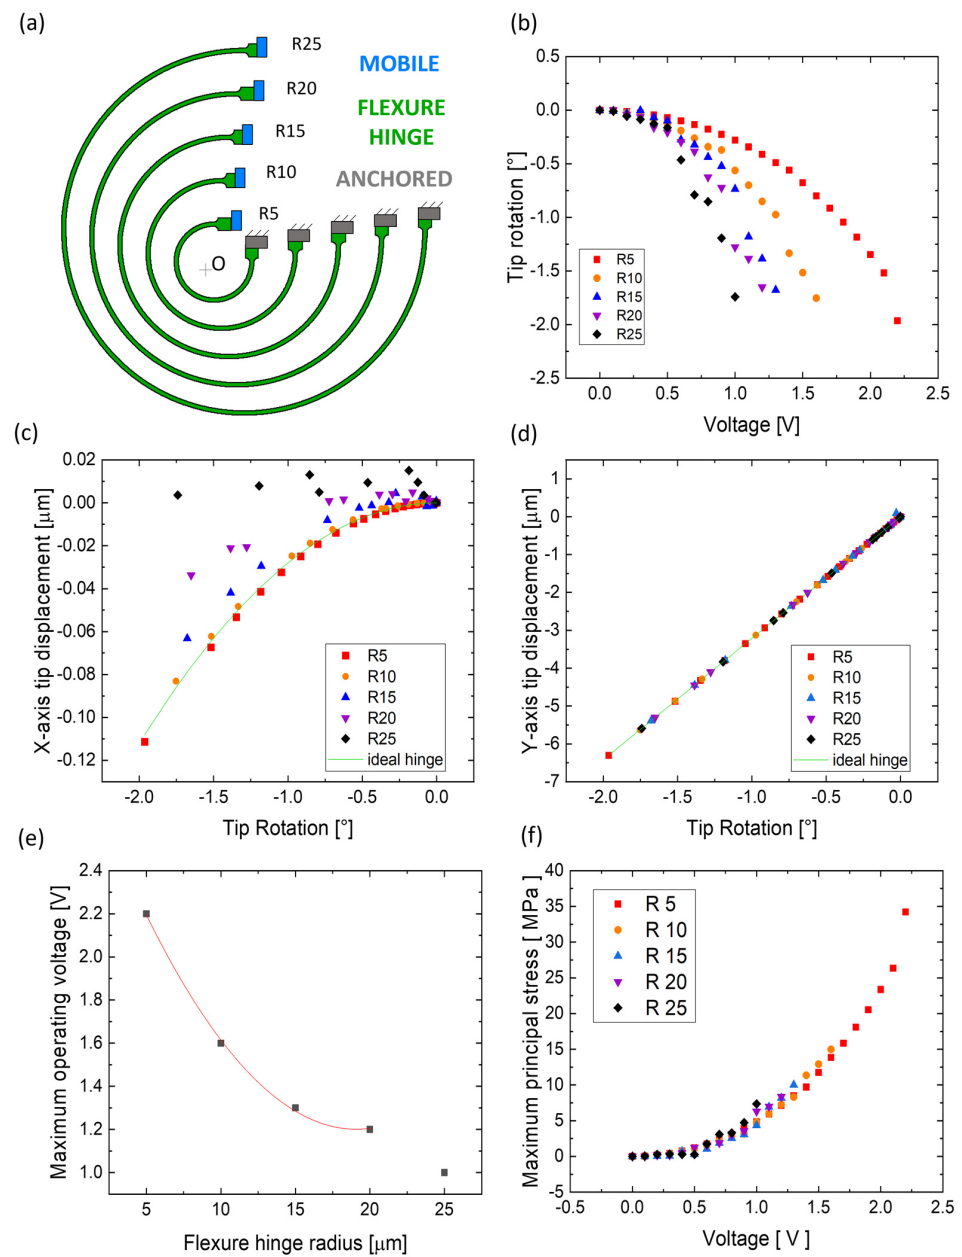 (a)
R25
MOBILE
R20
FLEXURE
HINGE
R15
R10
ANCHORED
R5
O
(b)
0.5
0.0
-0.5
-1.0
-1.5
-2.0
-2.5
Tip rotation [°]
R5
R10
R15
R20
R25
0.0 0.5 1.0 1.5 2.0 2.5
Voltage [V]
(c)
0.02
0.00
-0.02
-0.04
-0.06
-0.08
-0.10
-0.12
X-axis tip displacement [μm]
R5
R10
R15
R20
R25
ideal hinge
-2.0 -1.5 -1.0 -0.5 0.0
Tip Rotation [°]
(d)
1
0
-1
-2
-3
-4
-5
-6
-7
Y-axis tip displacement [μm]
R5
R10
R15
R20
R25
ideal hinge
-2.0 -1.5 -1.0 -0.5 0.0
Tip Rotation [°]
(e)
2.4
2.2
2.0
1.8
1.6
1.4
1.2
1.0
Maximum operating voltage [V]
5 10 15 20 25
Flexure hinge radius [μm]
(f)
40
35
30
25
20
15
10
5
0
-5
Maximum principal stress [ MPa]
R 5
R 10
R 15
R 20
R 25
-0.5 0.0 0.5 1.0 1.5 2.0 2.5
Voltage [ V ]